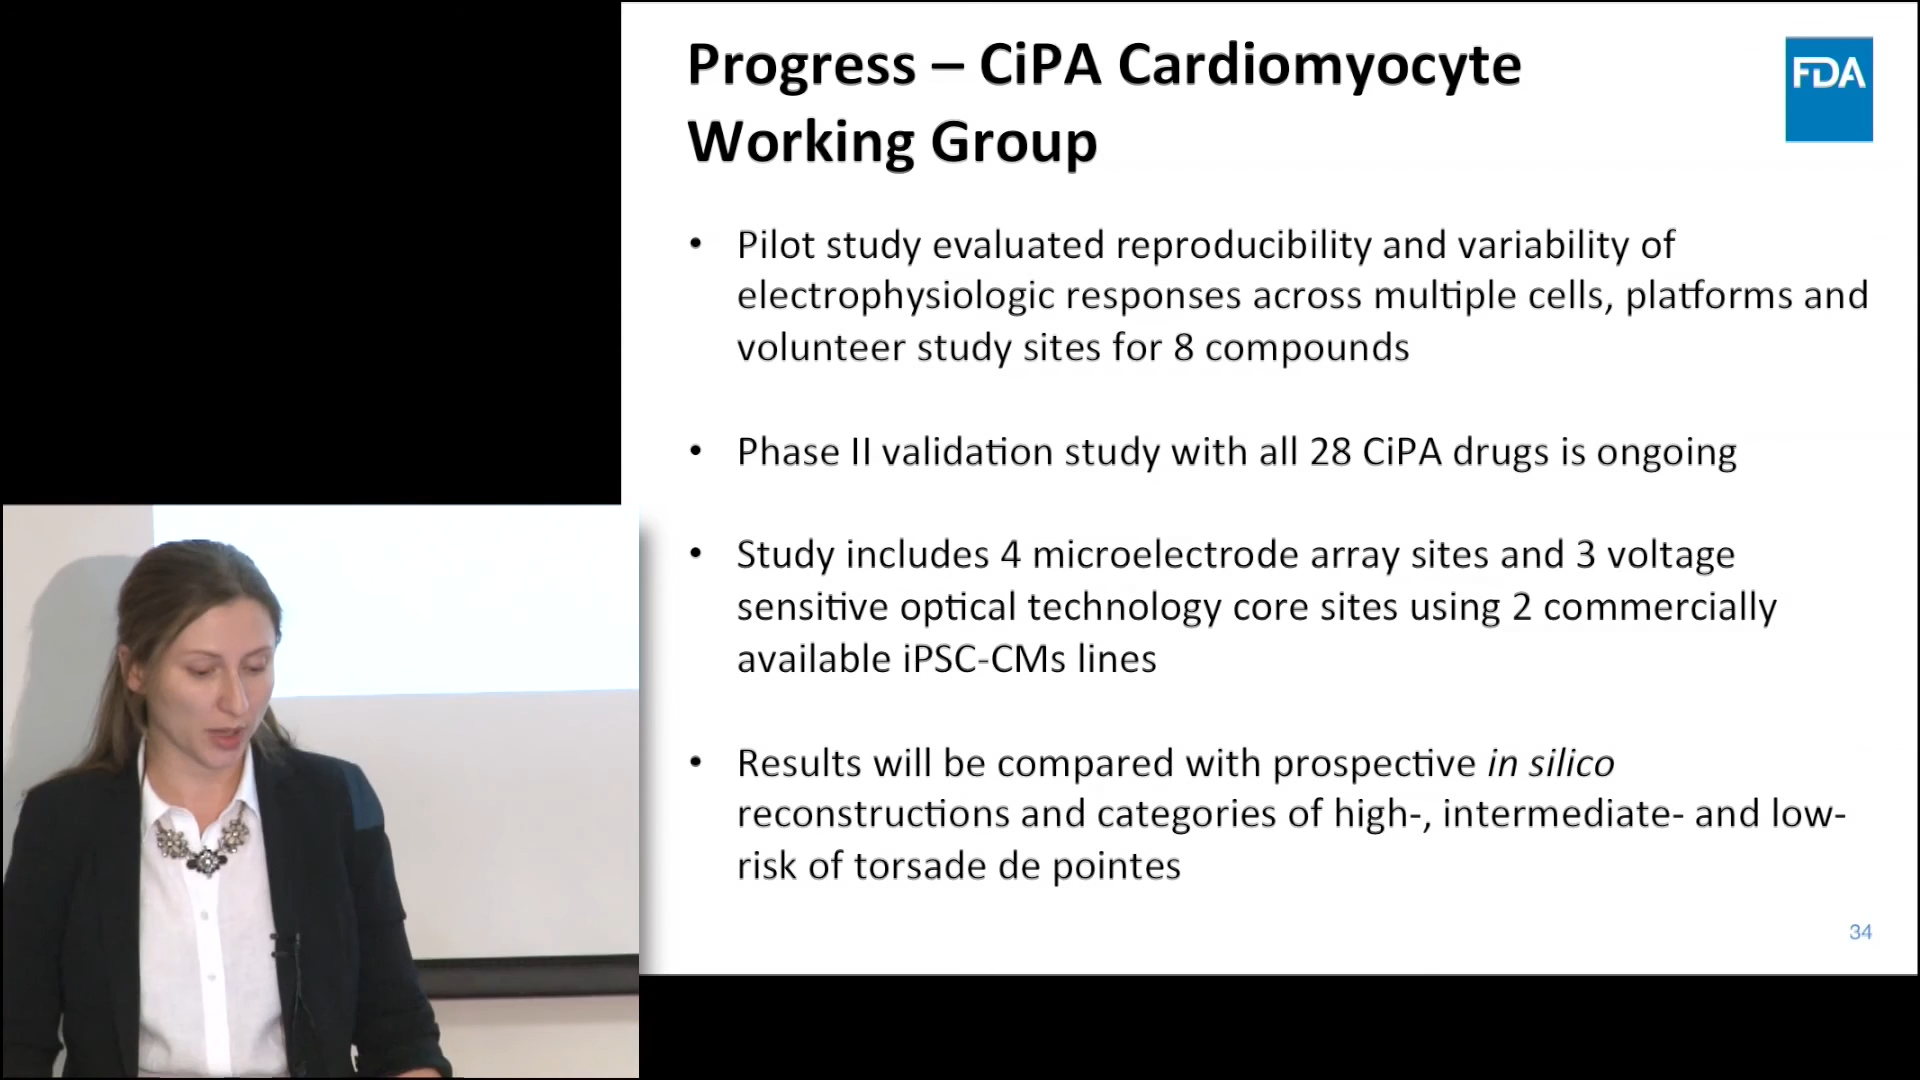 Progress – CiPA Cardiomyocyte
Working Group
FDA
• Pilot study evaluated reproducibility and variability of
electrophysiologic responses across multiple cells, platforms and
volunteer study sites for 8 compounds
• Phase II validation study with all 28 CiPA drugs is ongoing
• Study includes 4 microelectrode array sites and 3 voltage
sensitive optical technology core sites using 2 commercially
available iPSC-CMs lines
• Results will be compared with prospective in silico
reconstructions and categories of high-, intermediate- and low-
risk of torsade de pointes
34